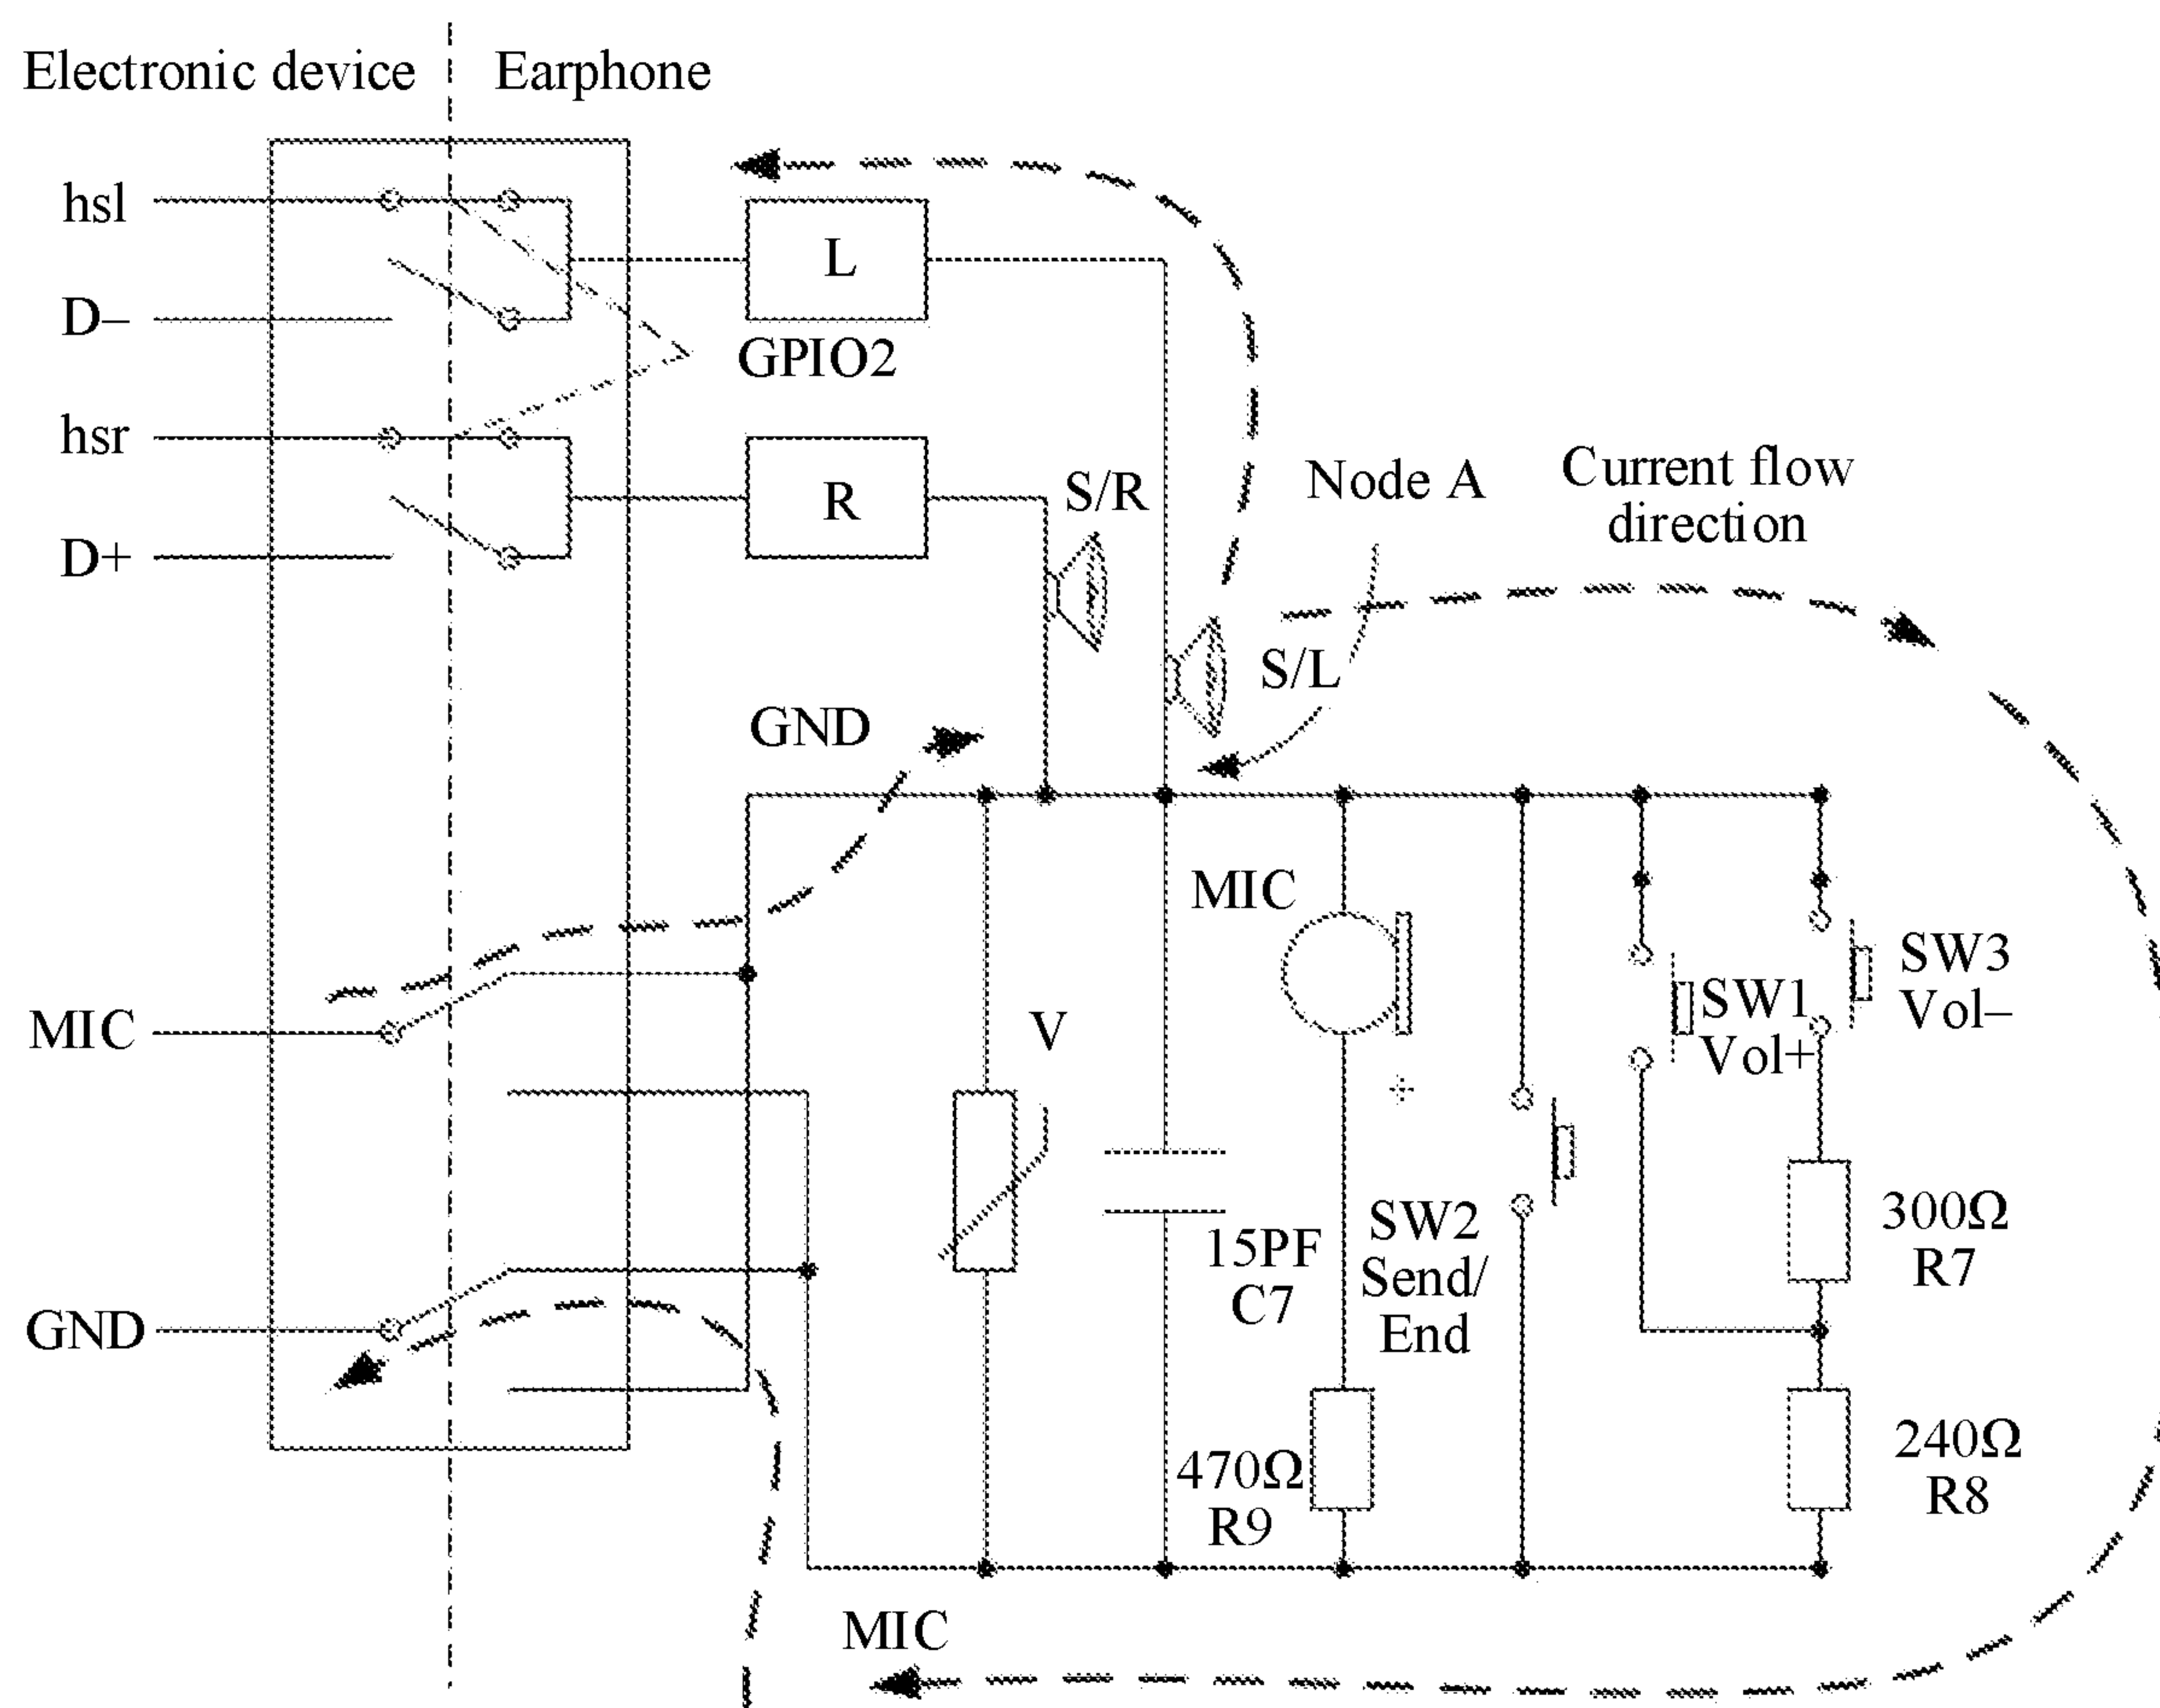 Electronic device
Earphone
hsl
L
D–
GPIO2
hsr
R
S/R
Node A
Current flow
direction
D+
S/L
GND
MIC
SW3
Vol–
SW1
Vol+
MIC
V
+
SW2
Send/
End
300Ω
R7
15PF
C7
GND
470Ω
R9
240Ω
R8
MIC